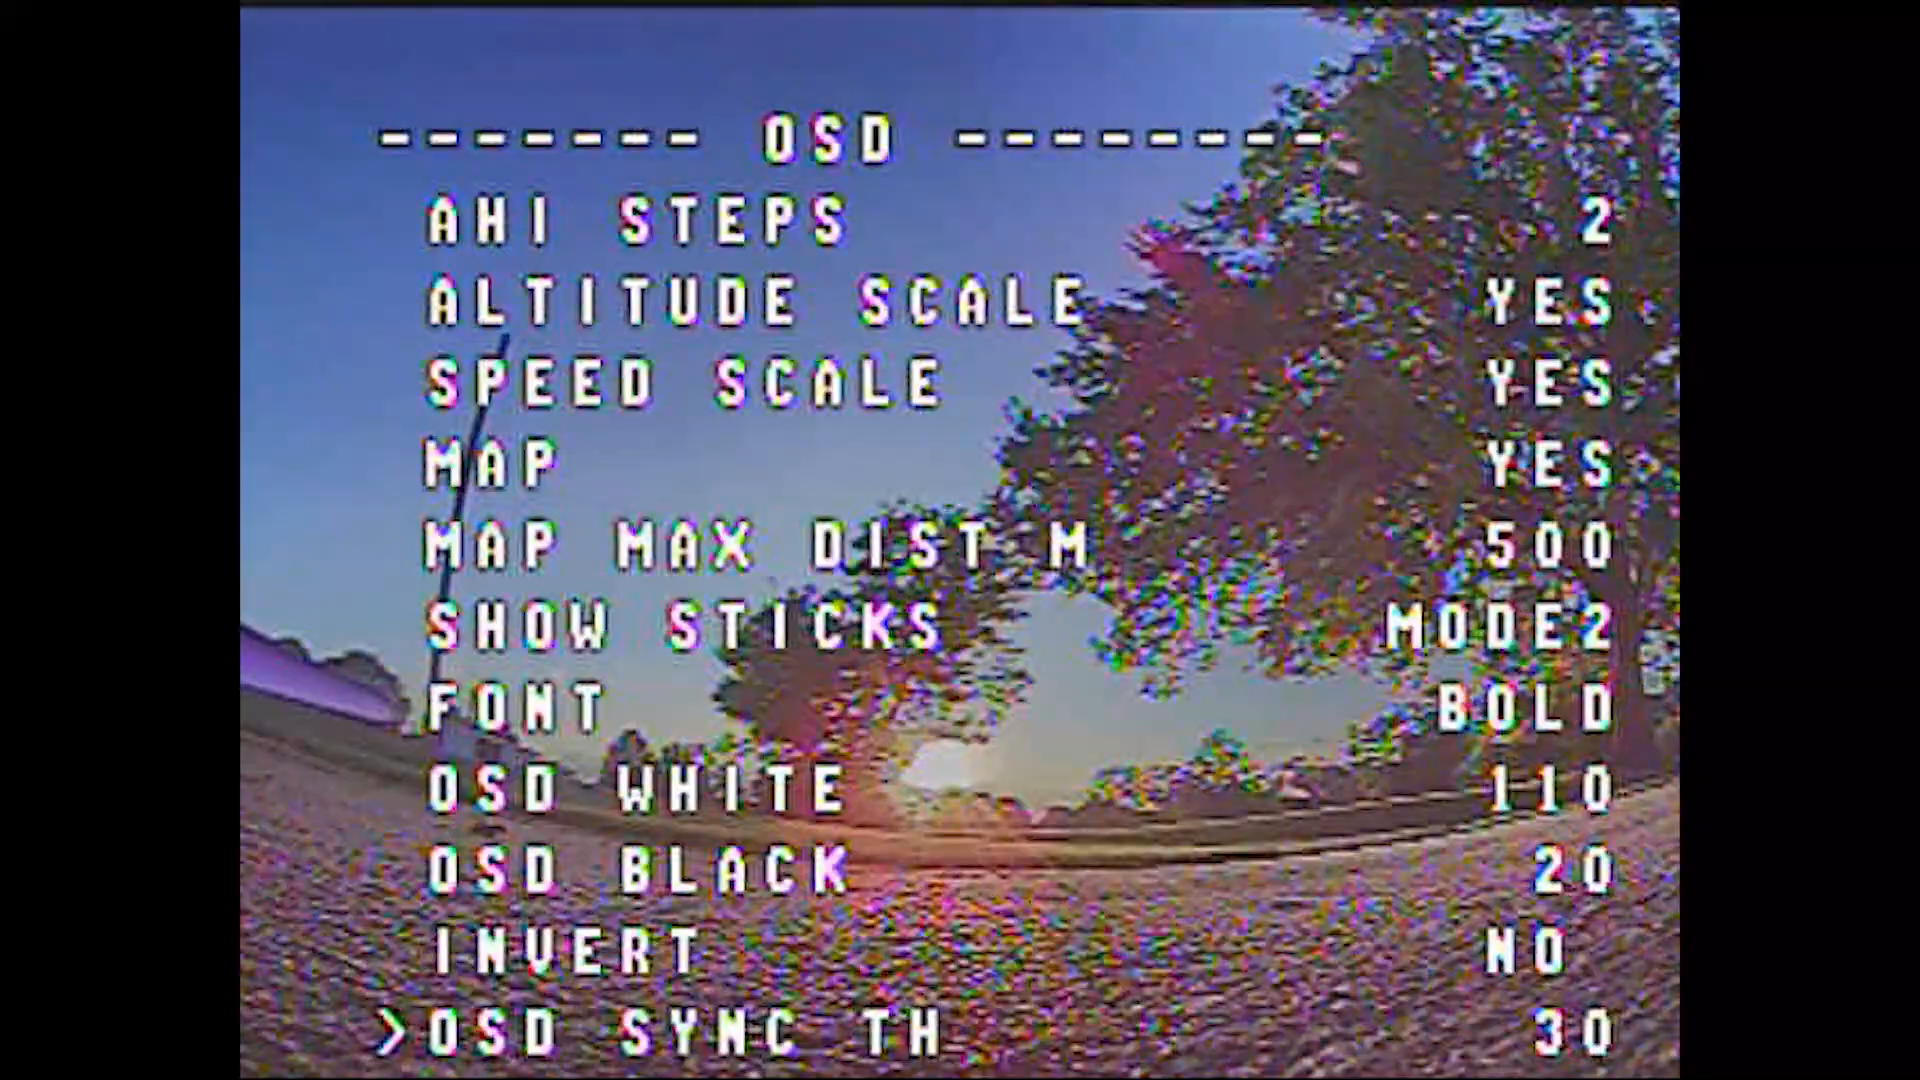 ------- OSD --------
AHI STEPS 2
ALTITUDE SCALE YES
SPEED SCALE YES
MAP YES
MAP MAX DIST M 500
SHOW STICKS MODE2
FONT BOLD
OSD WHITE 110
OSD BLACK 20
INVERT NO
>OSD SYNC TH 30